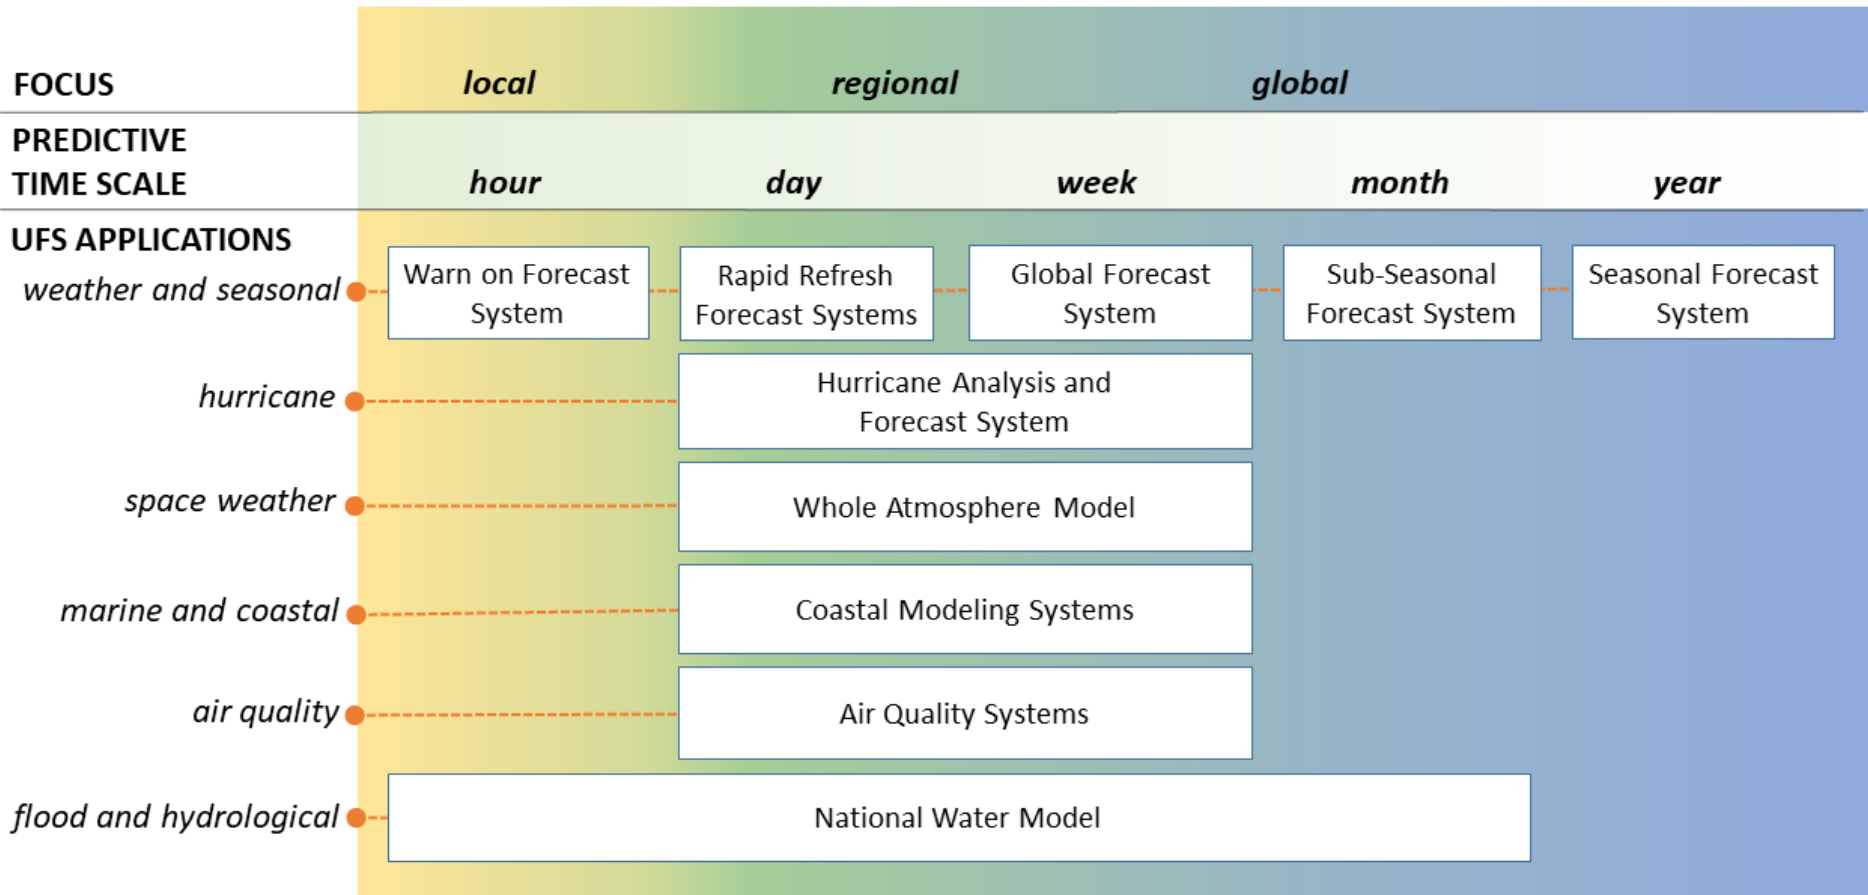 FOCUS local regional global
PREDICTIVE
TIME SCALE hour day week month year
UFS APPLICATIONS
weather and seasonal
Warn on Forecast
System
Rapid Refresh
Forecast Systems
Global Forecast
System
Sub-Seasonal
Forecast System
Seasonal Forecast
System
hurricane
Hurricane Analysis and
Forecast System
space weather
Whole Atmosphere Model
marine and coastal
Coastal Modeling Systems
air quality
Air Quality Systems
flood and hydrological
National Water Model